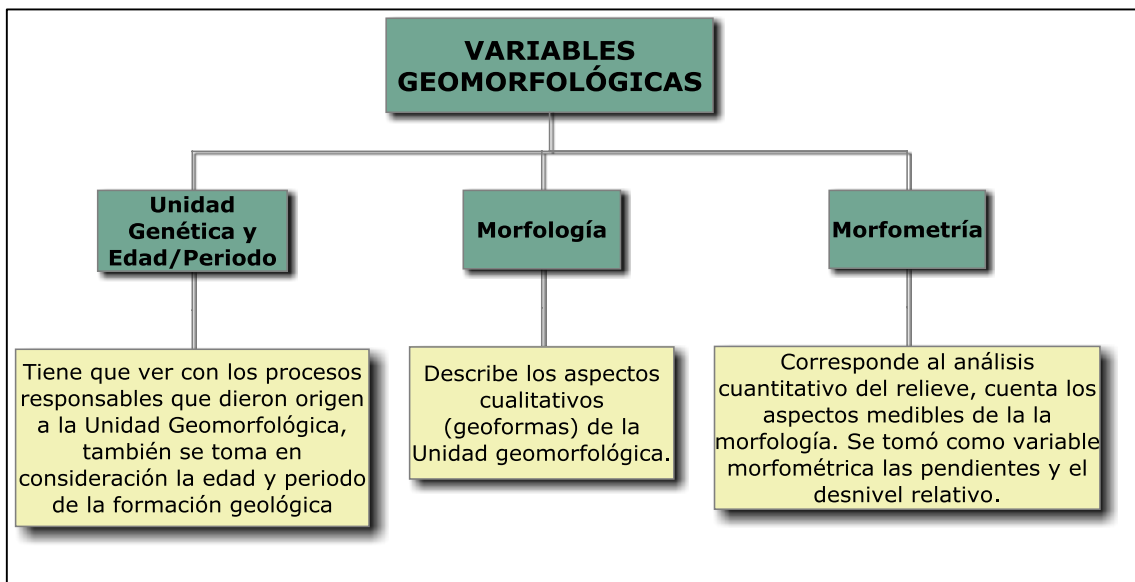 VARIABLES
GEOMORFOLÓGICAS
Unidad
Genética y
Edad/Periodo
Morfología
Morfometría
Tiene que ver con los procesos
responsables que dieron origen
a la Unidad Geomorfológica,
también se toma en
consideración la edad y periodo
de la formación geológica
Describe los aspectos
cualitativos
(geoformas) de la
Unidad geomorfológica.
Corresponde al análisis
cuantitativo del relieve, cuenta los
aspectos medibles de la la
morfología. Se tomó como variable
morfométrica las pendientes y el
desnivel relativo.